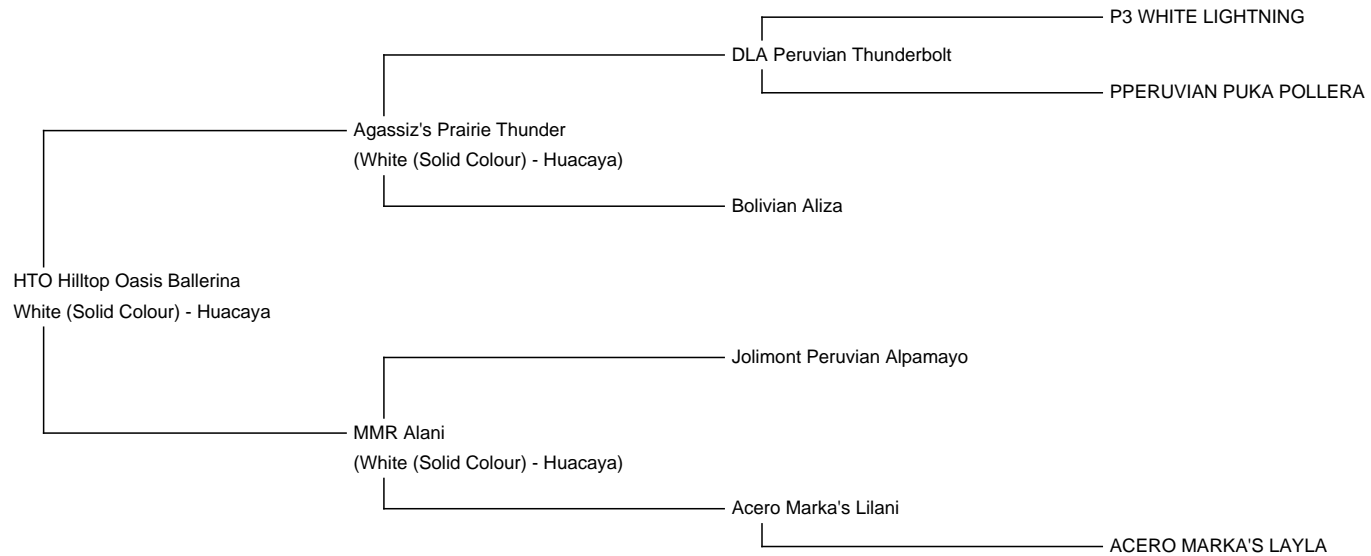 P3 WHITE LIGHTNING
DLA Peruvian Thunderbolt
PPERUVIAN PUKA POLLERA
Agassiz's Prairie Thunder
(White (Solid Colour) - Huacaya)
Bolivian Aliza
HTO Hilltop Oasis Ballerina
White (Solid Colour) - Huacaya
Jolimont Peruvian Alpamayo
MMR Alani
(White (Solid Colour) - Huacaya)
Acero Marka's Lilani
ACERO MARKA'S LAYLA